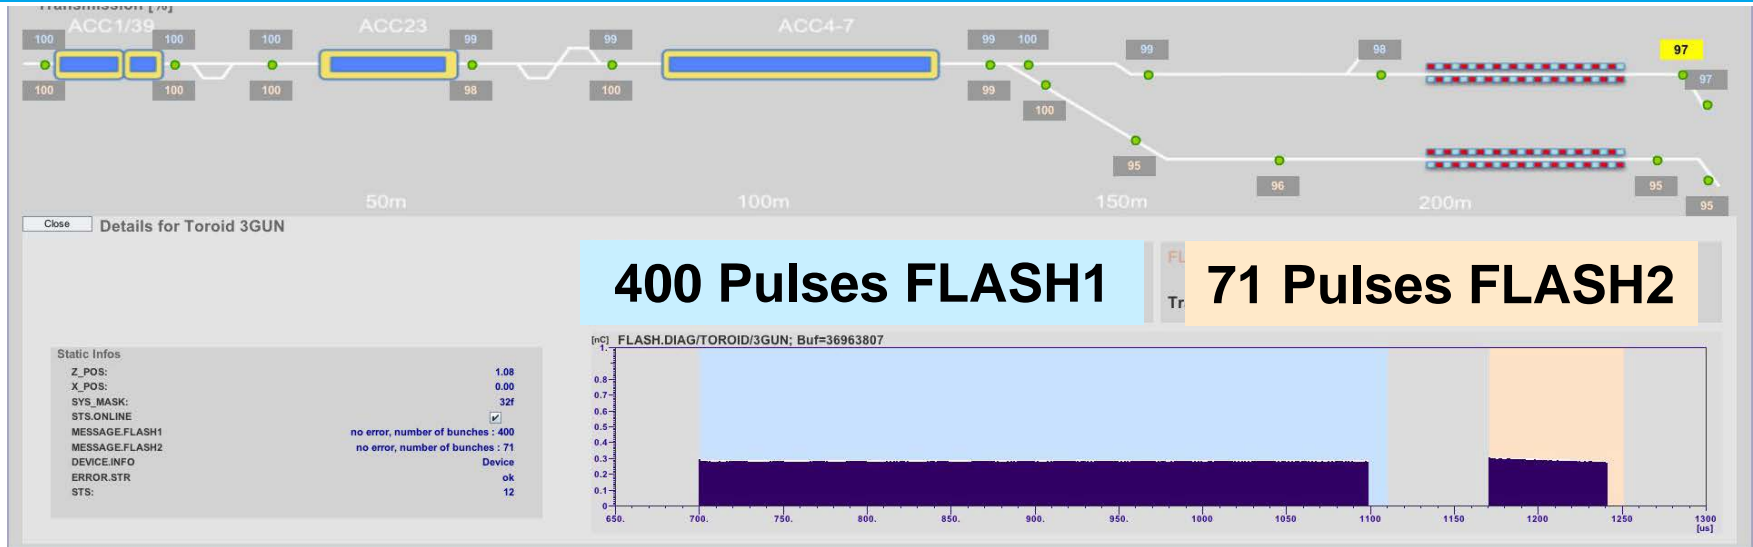 Transmission [%]
ACC1/39 ACC23 ACC4-7
100 100 100 99 99 99 100 99 98 97
97
100 100 100 98 100 99
100
95
96 95
95
50m 100m 150m 200m
Close Details for Toroid 3GUN
400 Pulses FLASH1
FL
71 Pulses FLASH2
Tr
[nC] FLASH.DIAG/TOROID/3GUN; Buf=36963807
Static Infos
Z_POS: 1.08
X_POS: 0.00
SYS_MASK: 32f
STS.ONLINE
MESSAGE.FLASH1 no error, number of bunches : 400
MESSAGE.FLASH2 no error, number of bunches : 71
DEVICE.INFO Device
ERROR.STR ok
STS: 12
1.
0.8
0.7
0.6
0.5
0.4
0.3
0.2
0.1
0
650. 700. 750. 800. 850. 900. 950. 1000 1050 1100 1150 1200 1250 1300
[us]